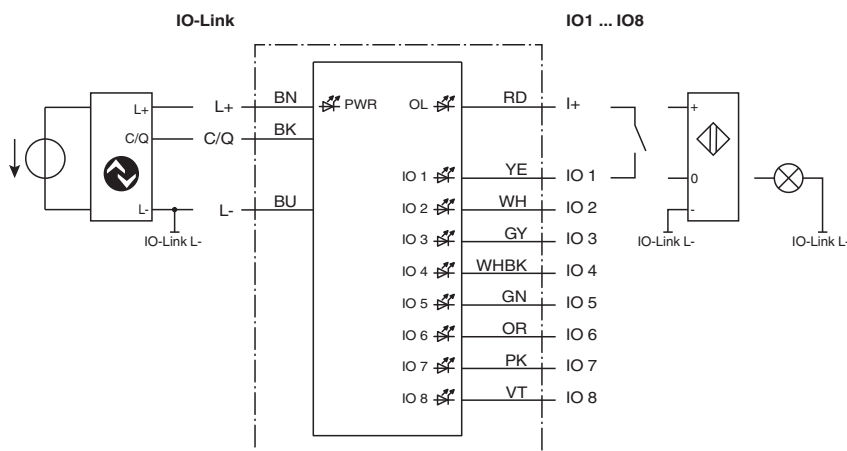 IO-Link IO1 ... IO8
L+ L+ BN PWR OL RD I+ +
C/Q C/Q BK
IO 1 YE IO 1 0
L- L- BU IO 2 WH IO 2 -
IO-Link L- IO 3 GY IO 3 IO-Link L- IO-Link L-
IO 4 WHBK IO 4
IO 5 GN IO 5
IO 6 OR IO 6
IO 7 PK IO 7
IO 8 VT IO 8